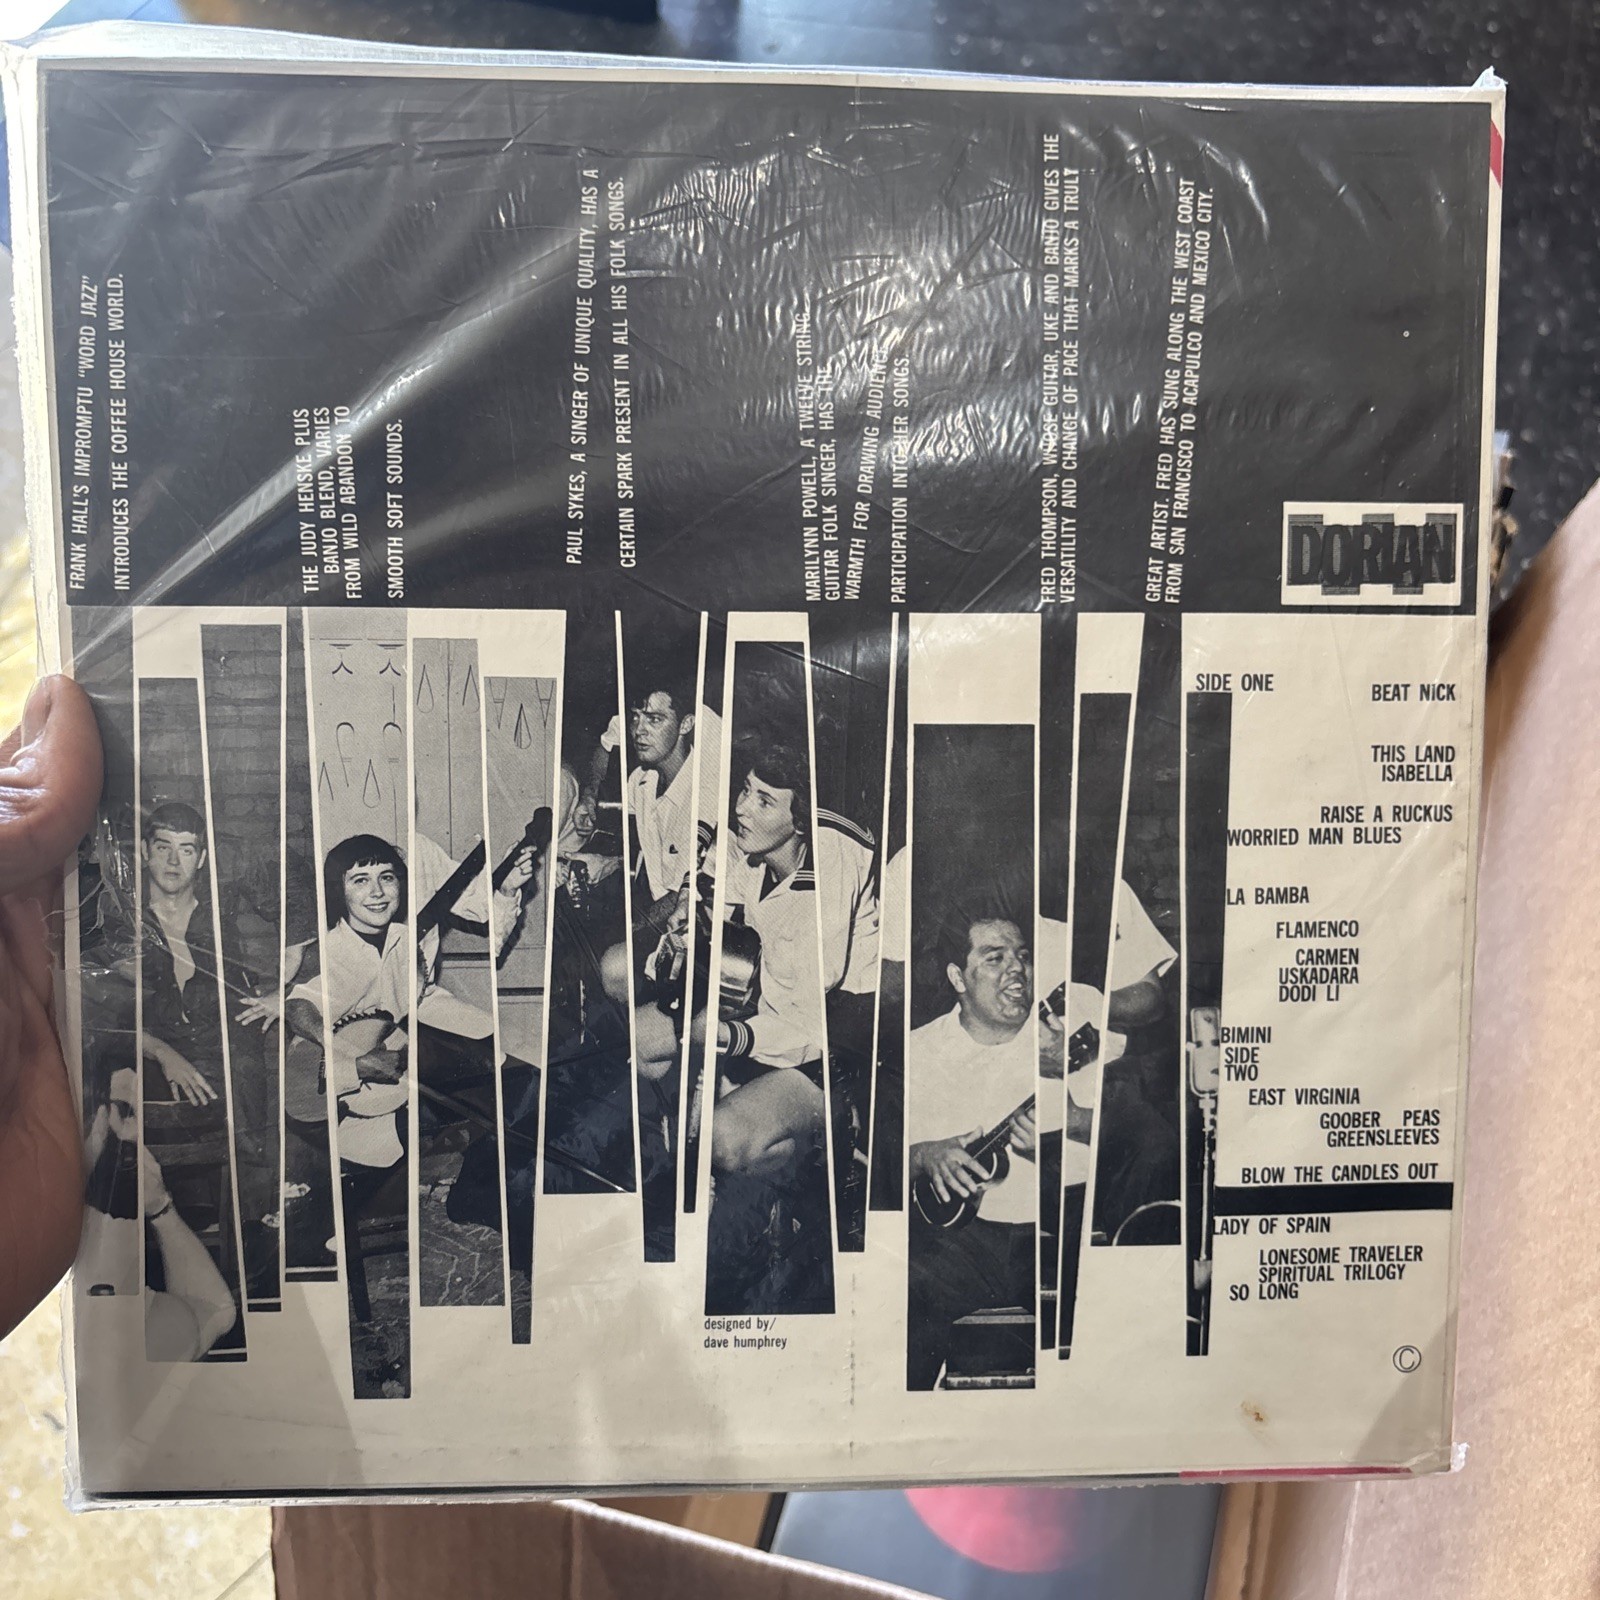 FRANK HALL'S IMPROMPTU "WORD JAZZ"
INTRODUCES THE COFFEE HOUSE WORLD.
THE JUDY HENSKE PLUS
BANJO BLEND, VARIES
FROM WILD ABANDON TO
SMOOTH SOFT SOUNDS.
PAUL SYKES, A SINGER OF UNIQUE QUALITY, HAS A
CERTAIN SPARK PRESENT IN ALL HIS FOLK SONGS.
MARILYNN POWELL, A TWELVE STRING
GUITAR FOLK SINGER, HAS THE
WARMTH FOR DRAWING AUDIENCE
PARTICIPATION INTO HER SONGS.
FRED THOMPSON, WHOSE GUITAR, UKE AND BANJO GIVES THE
VERSATILITY AND CHANGE OF PACE THAT MARKS A TRULY
GREAT ARTIST. FRED HAS SUNG ALONG THE WEST COAST
FROM SAN FRANCISCO TO ACAPULCO AND MEXICO CITY.
DORIAN
SIDE ONE
BEAT NICK
THIS LAND
ISABELLA
RAISE A RUCKUS
WORRIED MAN BLUES
LA BAMBA
FLAMENCO
CARMEN
USKADARA
DODI LI
BIMINI
SIDE
TWO
EAST VIRGINIA
GOOBER PEAS
GREENSLEEVES
BLOW THE CANDLES OUT
LADY OF SPAIN
LONESOME TRAVELER
SPIRITUAL TRILOGY
SO LONG
designed by/
dave humphrey
©